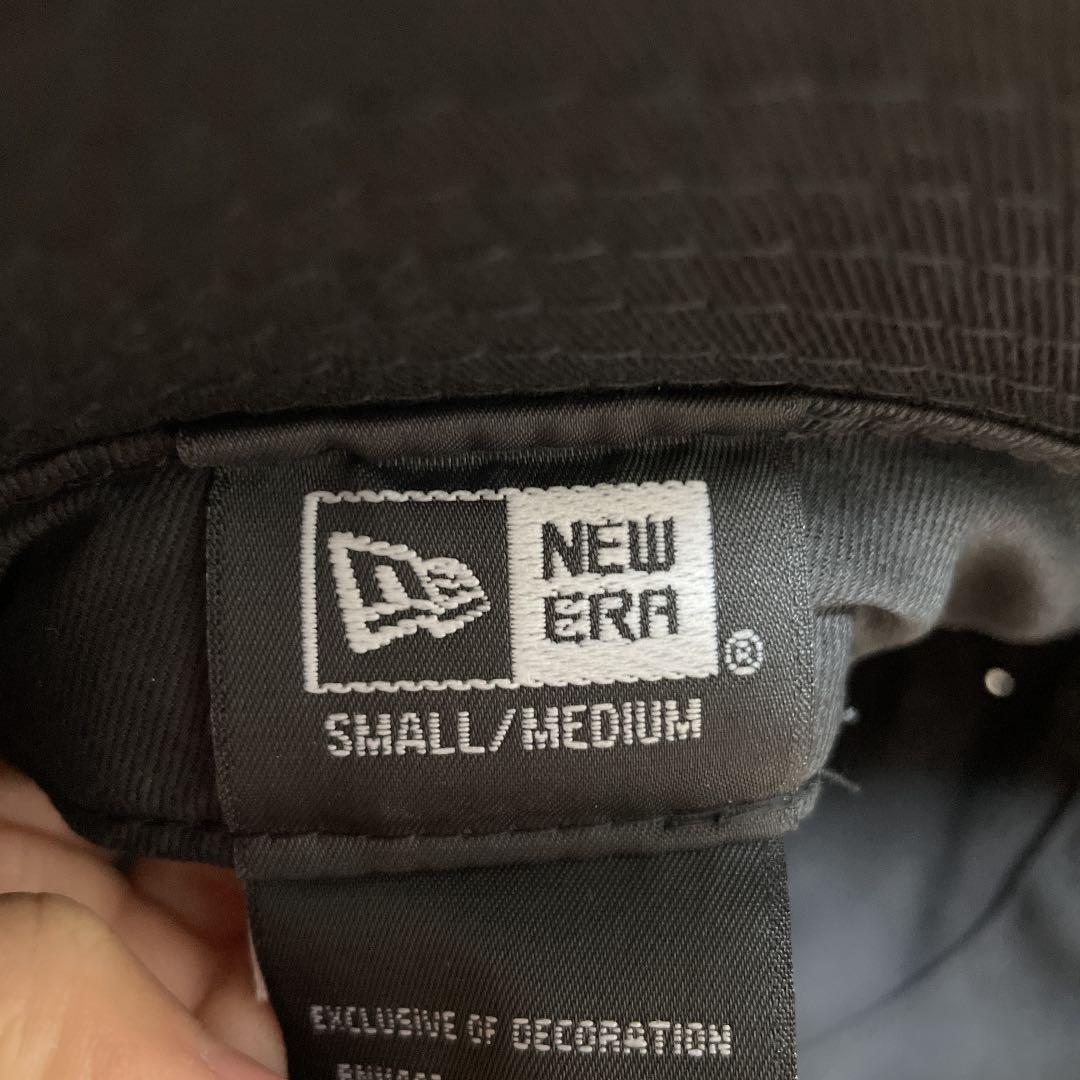 NEW
ERA
®
SMALL/MEDIUM
EXCLUSIVE OF DECORATION